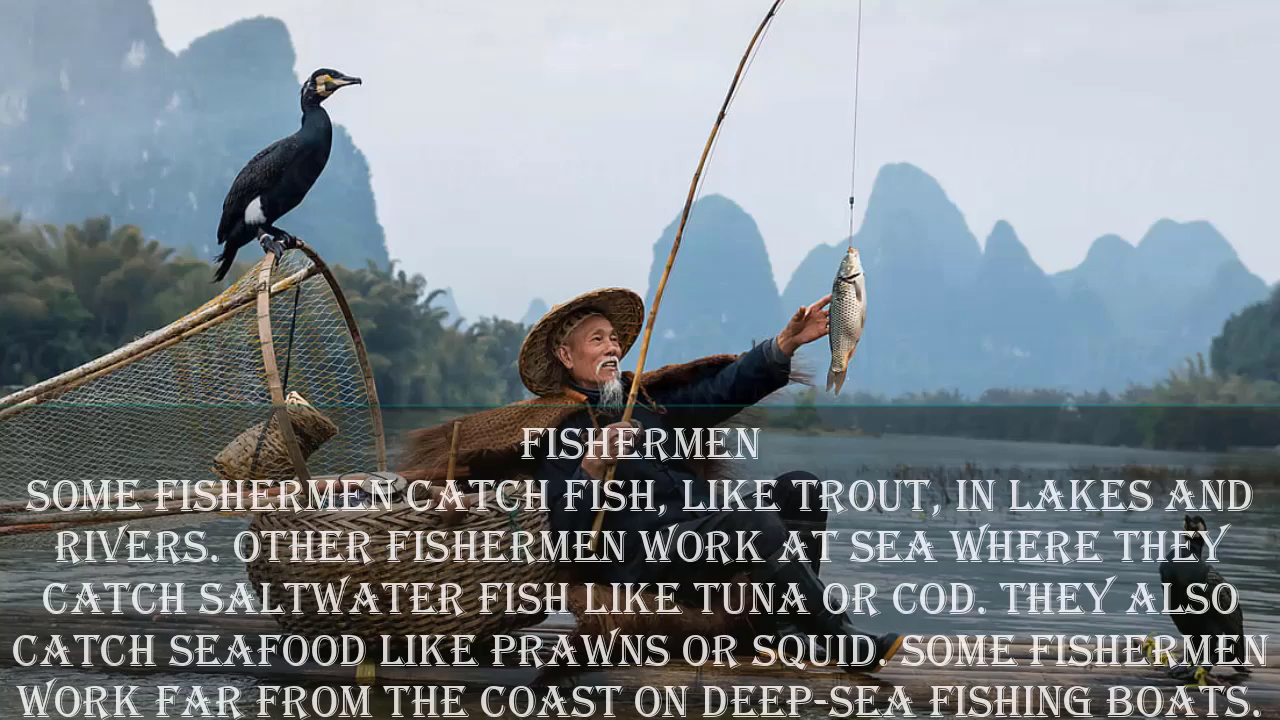 FISHERMEN
SOME FISHERMEN CATCH FISH, LIKE TROUT, IN LAKES AND
RIVERS. OTHER FISHERMEN WORK AT SEA WHERE THEY
CATCH SALTWATER FISH LIKE TUNA OR COD. THEY ALSO
CATCH SEAFOOD LIKE PRAWNS OR SQUID. SOME FISHERMEN
WORK FAR FROM THE COAST ON DEEP-SEA FISHING BOATS.